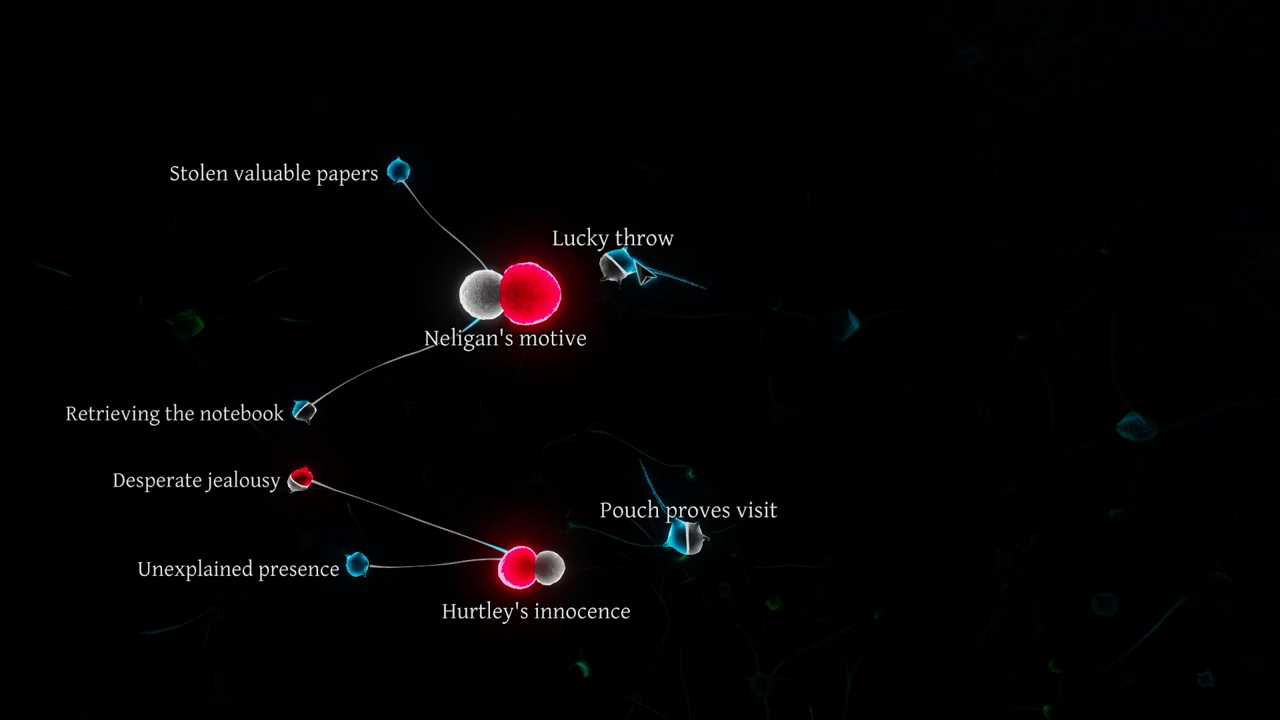 Stolen valuable papers
Lucky throw
Neligan's motive
Retrieving the notebook
Desperate jealousy
Pouch proves visit
Unexplained presence
Hurtley's innocence